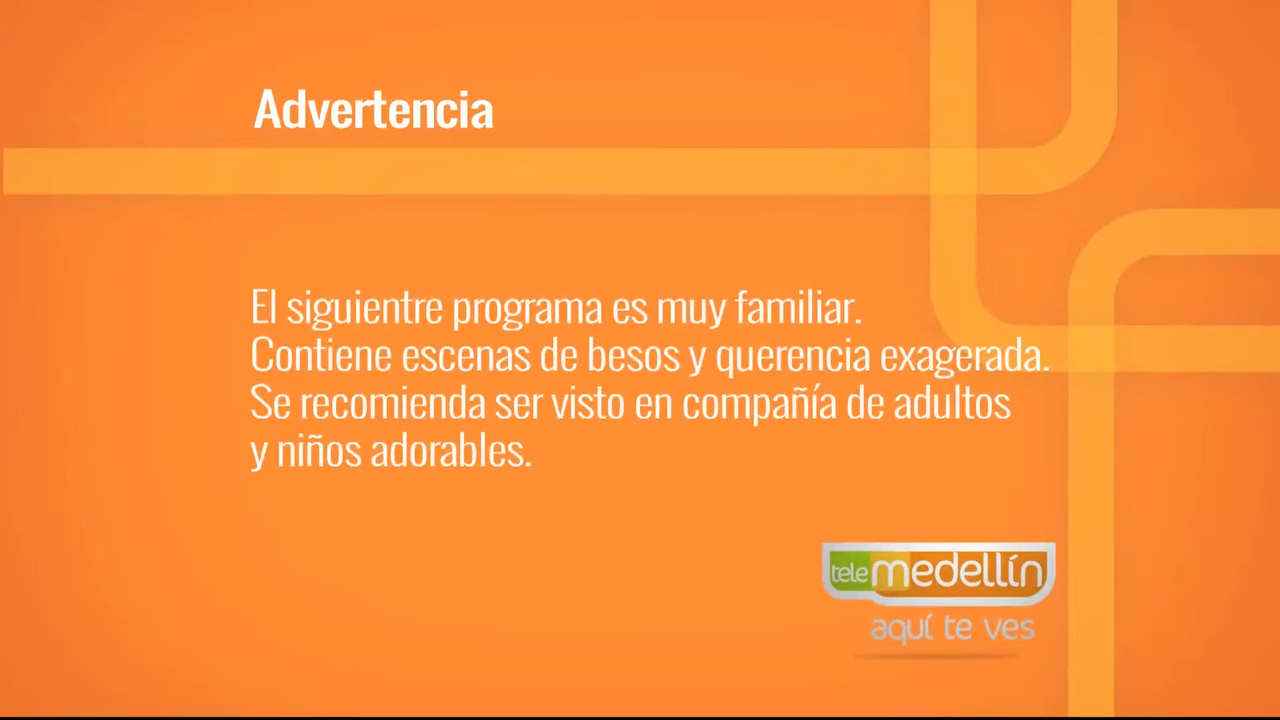 Advertencia
El siguientre programa es muy familiar.
Contiene escenas de besos y querencia exagerada.
Se recomienda ser visto en compañía de adultos
y niños adorables.
tele medellín
aquí te ves